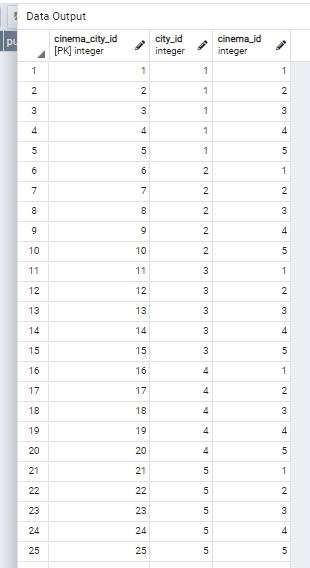 Data Output
pu
cinema_city_id city_id cinema_id
[PK] integer integer integer
1 1 1 1
2 2 1 2
3 3 1 3
4 4 1 4
5 5 1 5
6 6 2 1
7 7 2 2
8 8 2 3
9 9 2 4
10 10 2 5
11 11 3 1
12 12 3 2
13 13 3 3
14 14 3 4
15 15 3 5
16 16 4 1
17 17 4 2
18 18 4 3
19 19 4 4
20 20 4 5
21 21 5 1
22 22 5 2
23 23 5 3
24 24 5 4
25 25 5 5